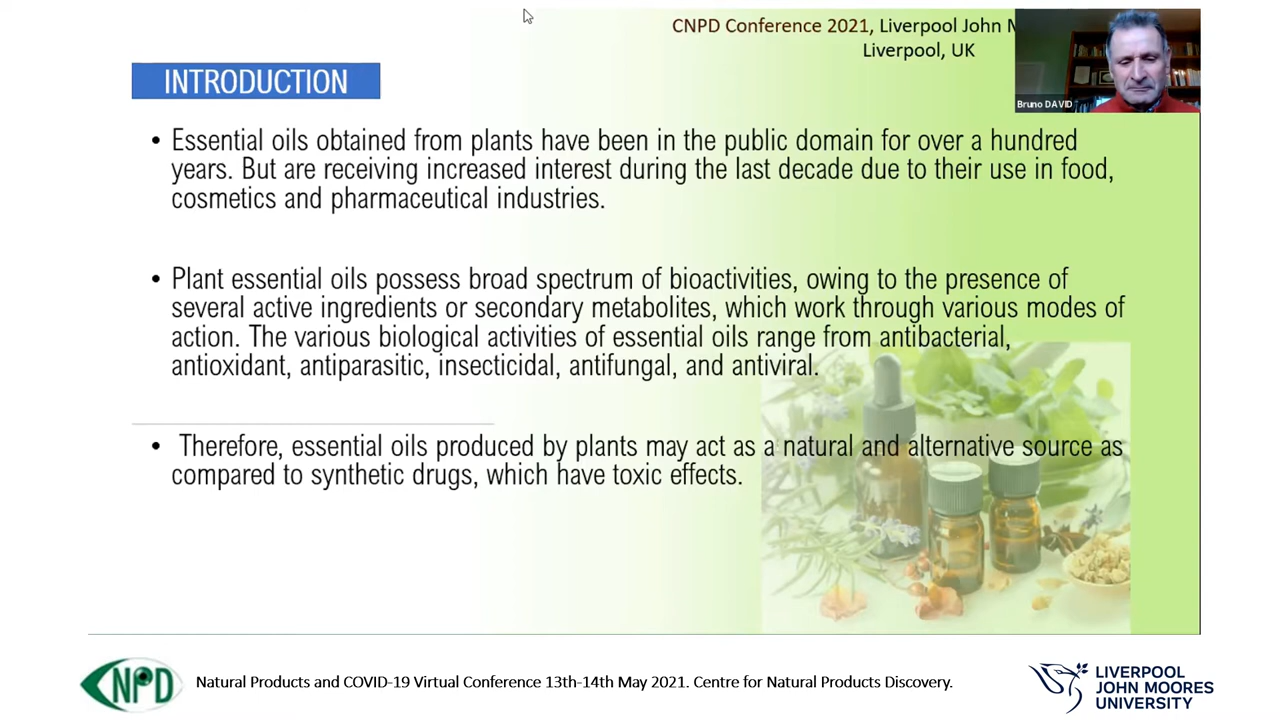 CNPD Conference 2021, Liverpool John
Liverpool, UK
Bruno DAVID
INTRODUCTION
• Essential oils obtained from plants have been in the public domain for over a hundred
years. But are receiving increased interest during the last decade due to their use in food,
cosmetics and pharmaceutical industries.
• Plant essential oils possess broad spectrum of bioactivities, owing to the presence of
several active ingredients or secondary metabolites, which work through various modes of
action. The various biological activities of essential oils range from antibacterial,
antioxidant, antiparasitic, insecticidal, antifungal, and antiviral.
• Therefore, essential oils produced by plants may act as a natural and alternative source as
compared to synthetic drugs, which have toxic effects.
CNPD
Natural Products and COVID-19 Virtual Conference 13th-14th May 2021. Centre for Natural Products Discovery.
LIVERPOOL
JOHN MOORES
UNIVERSITY